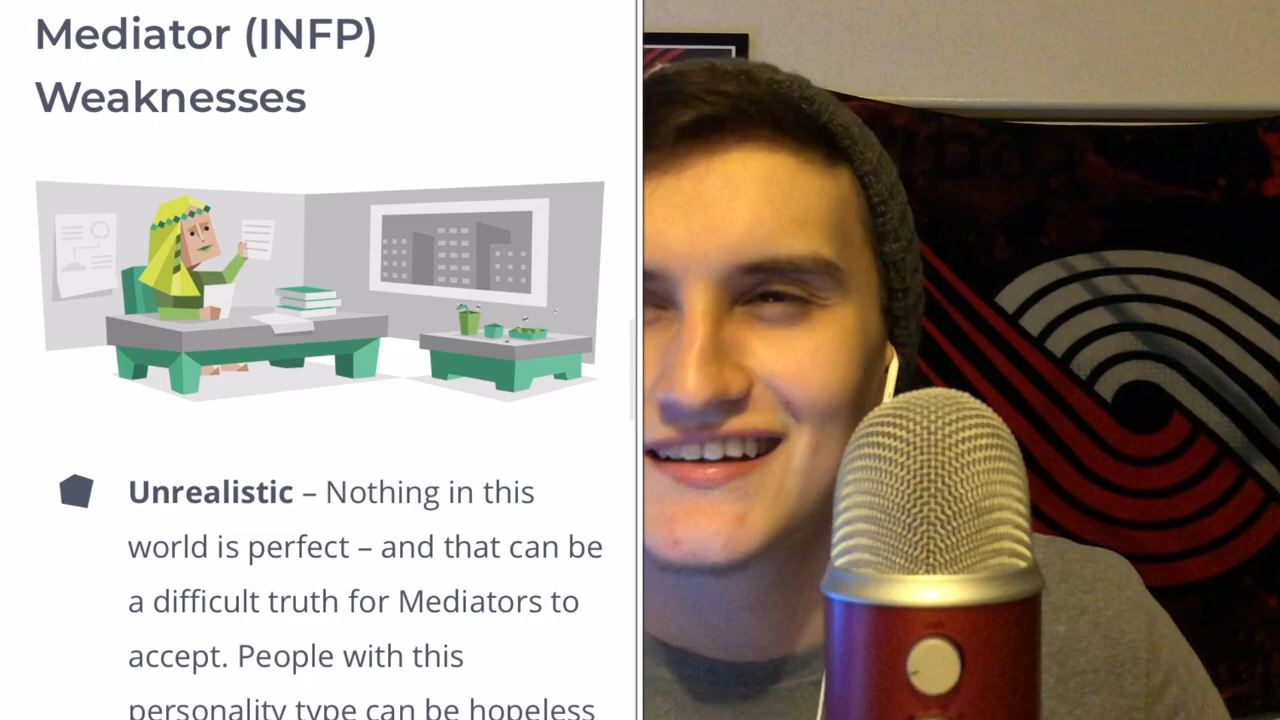 Mediator (INFP)
Weaknesses
Unrealistic – Nothing in this
world is perfect – and that can be
a difficult truth for Mediators to
accept. People with this
personality type can be hopeless